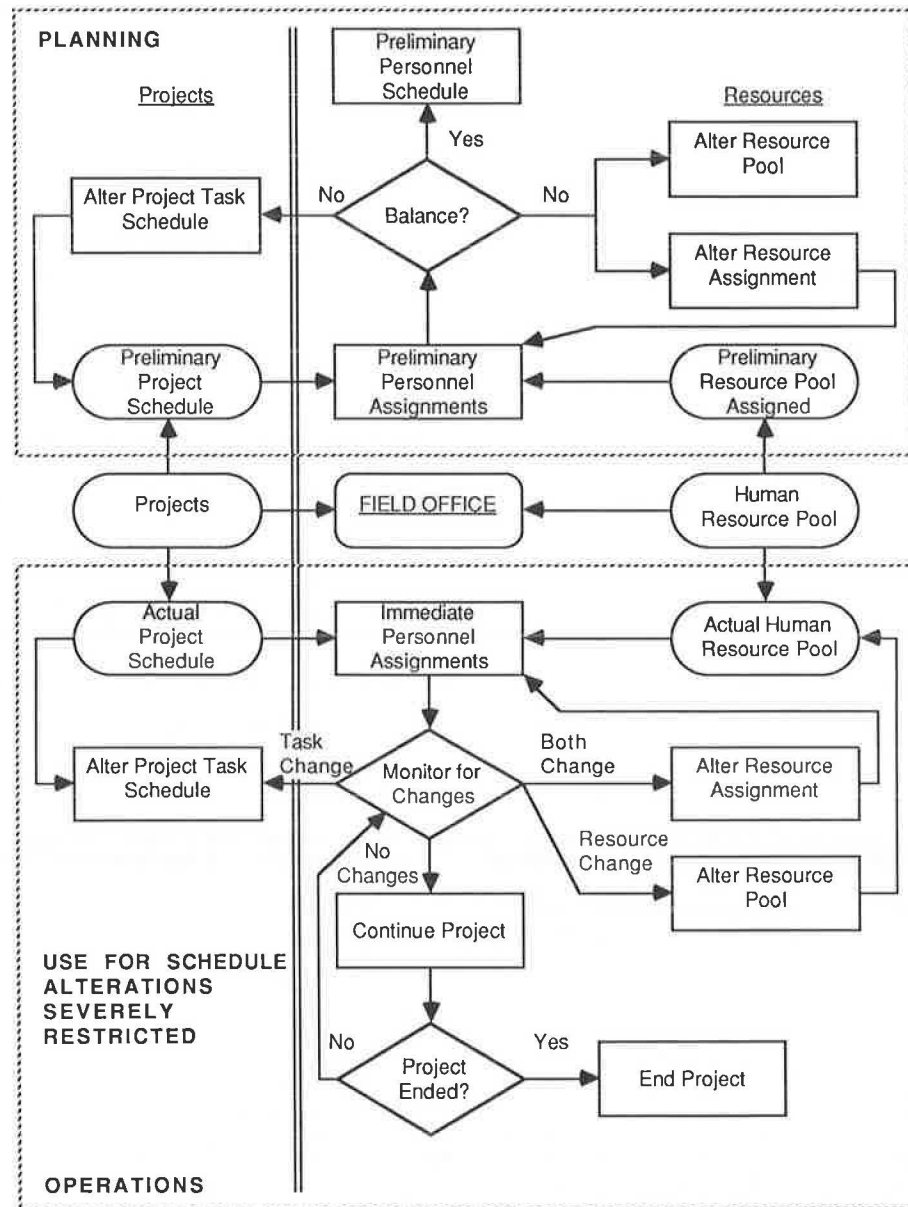 PLANNING
Projects
Preliminary
Personnel
Schedule
Resources
Yes
Alter Resource
Pool
Alter Project Task
Schedule
No
Balance?
No
Alter Resource
Assignment
Preliminary
Project
Schedule
Preliminary
Personnel
Assignments
Preliminary
Resource Pool
Assigned
Projects
FIELD OFFICE
Human
Resource Pool
Actual
Project
Schedule
Immediate
Personnel
Assignments
Actual Human
Resource Pool
Task
Change
Both
Change
Alter Project Task
Schedule
Monitor for
Changes
Alter Resource
Assignment
No
Changes
Resource
Change
Alter Resource
Pool
Continue Project
USE FOR SCHEDULE
ALTERATIONS
SEVERELY
RESTRICTED
No
Project
Ended?
Yes
End Project
OPERATIONS